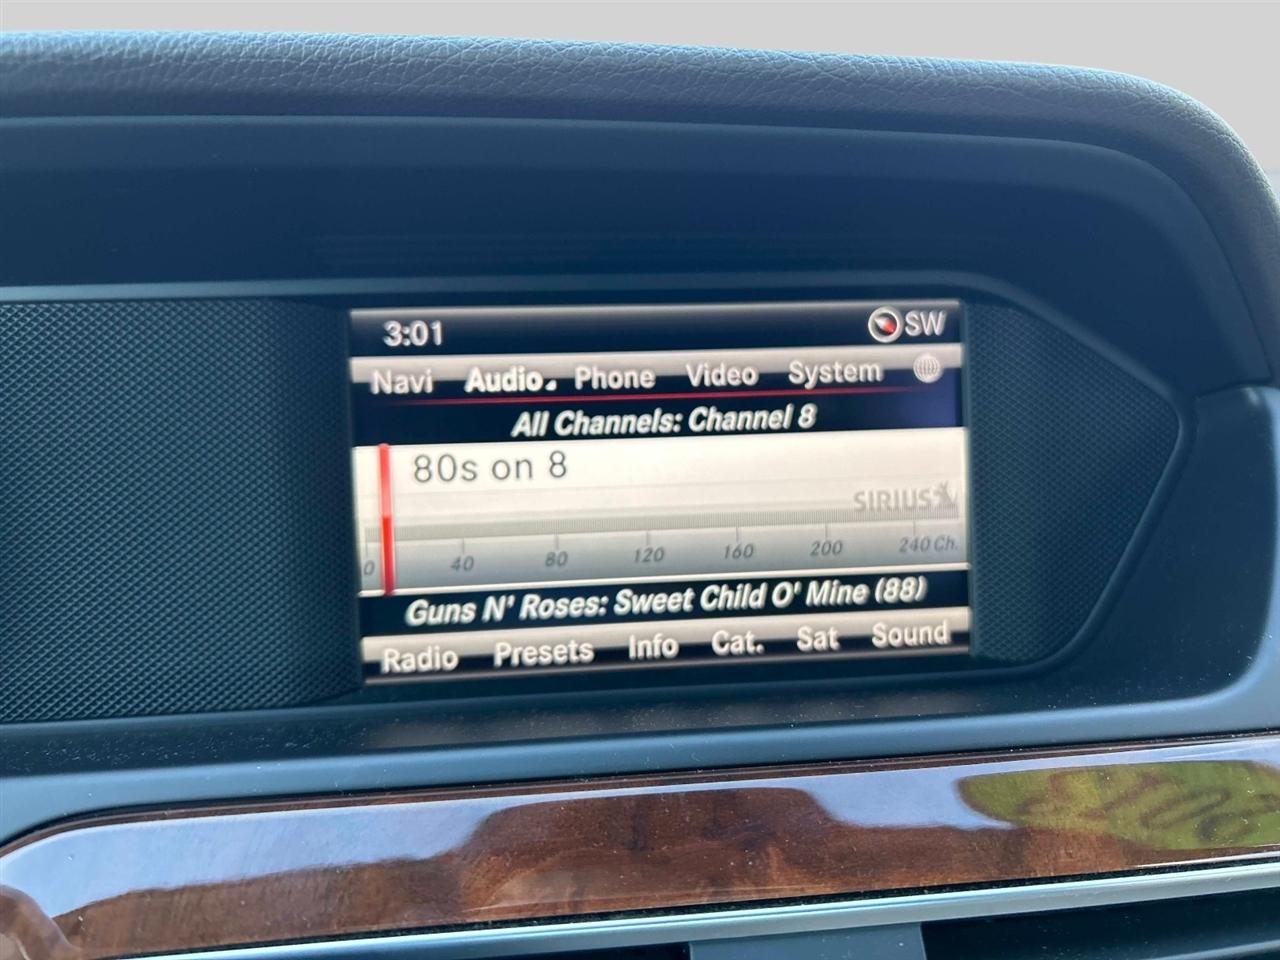 3:01 SW
Navi Audio Phone Video System
All Channels: Channel 8
80s on 8
SIRIUS
0 40 80 120 160 200 240 Ch.
Guns N' Roses: Sweet Child O' Mine (88)
Radio Presets Info Cat. Sat Sound